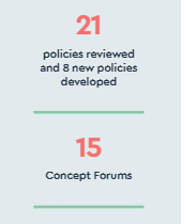 21
policies reviewed
and 8 new policies
developed
15
Concept Forums